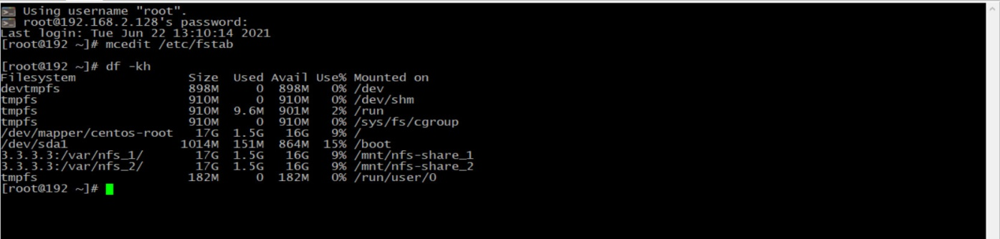 Using username "root".
root@192.168.2.128's password:
Last login: Tue Jun 22 13:10:14 2021
[root@192 ~]# mcedit /etc/fstab
[root@192 ~]# df -kh
Filesystem               Size  Used Avail Use% Mounted on
devtmpfs                 898M     0  898M   0% /dev
tmpfs                    910M     0  910M   0% /dev/shm
tmpfs                    910M  9.6M  901M   2% /run
tmpfs                    910M     0  910M   0% /sys/fs/cgroup
/dev/mapper/centos-root   17G  1.5G   16G   9% /
/dev/sda1               1014M  151M  864M  15% /boot
3.3.3.3:/var/nfs_1/       17G  1.5G   16G   9% /mnt/nfs-share_1
3.3.3.3:/var/nfs_2/       17G  1.5G   16G   9% /mnt/nfs-share_2
tmpfs                    182M     0  182M   0% /run/user/0
[root@192 ~]#